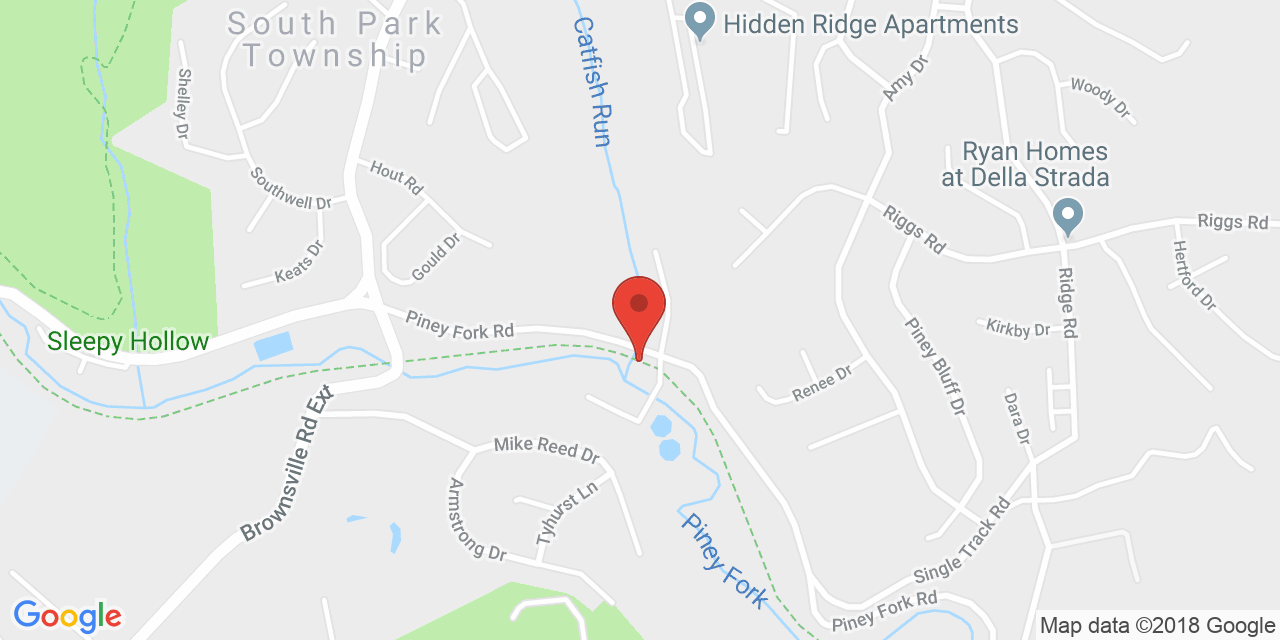 South Park
Township
Catfish Run
Hidden Ridge Apartments
Shelley Dr
Amy Dr
Woody Dr
Ryan Homes
at Della Strada
Hout Rd
Southwell Dr
Riggs Rd
Riggs Rd
Keats Dr
Gould Dr
Hertford Dr
Ridge Rd
Piney Fork Rd
Kirkby Dr
Sleepy Hollow
Piney Bluff Dr
Renee Dr
Dara Dr
Brownsville Rd Ext
Mike Reed Dr
Armstrong Dr
Tyhurst Ln
Piney Fork
Single Track Rd
Piney Fork Rd
Google
Map data ©2018 Google